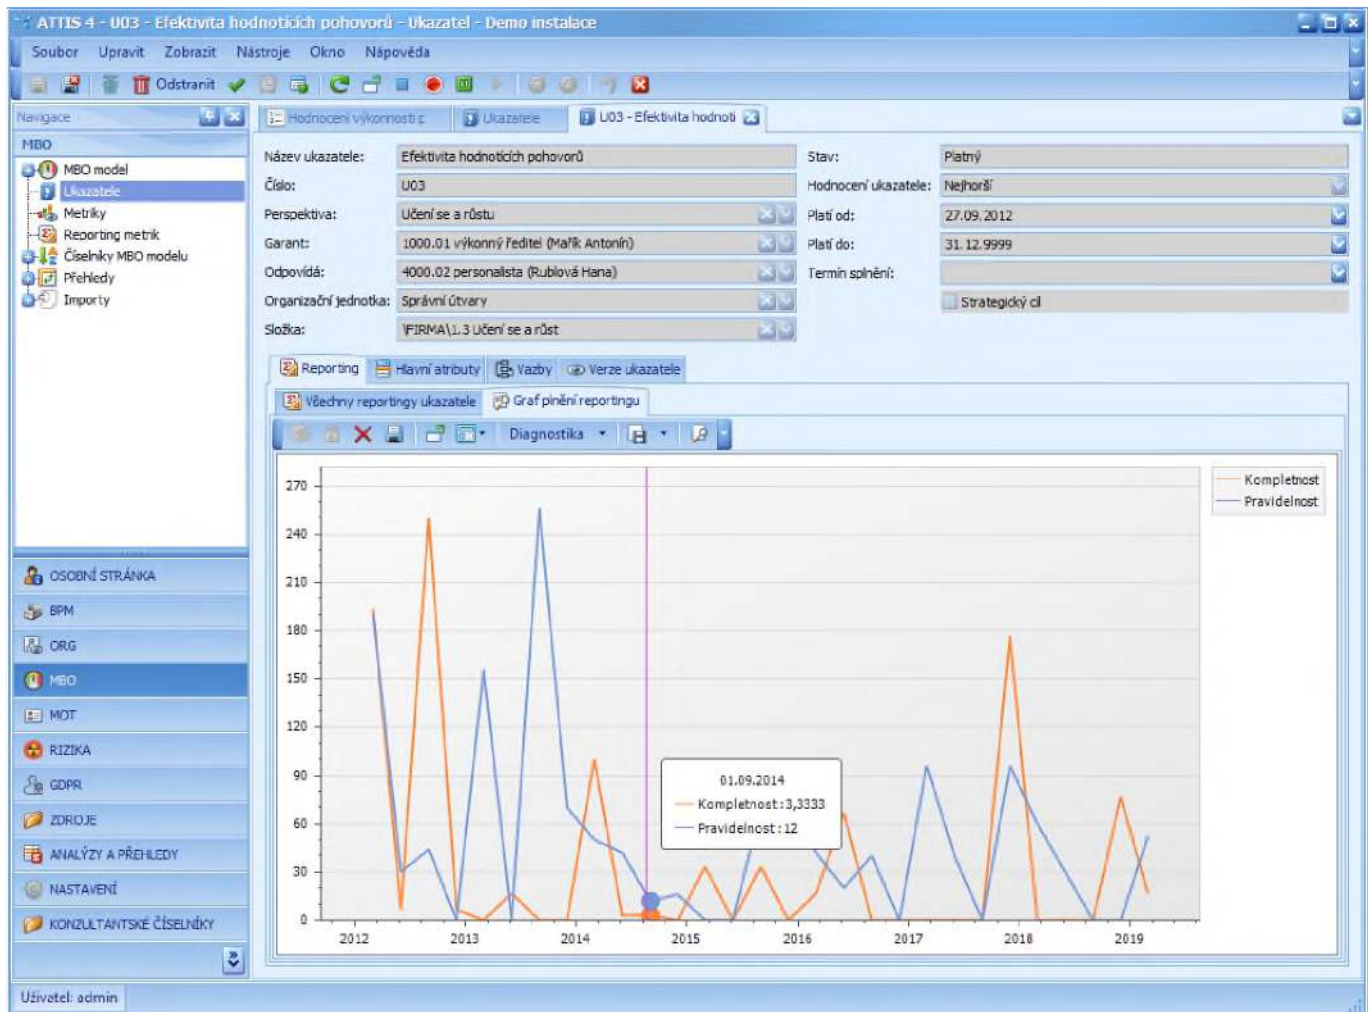 ATTIS 4 - U03 - Efektivita hodnotících pohovorů - Ukazatel - Demo instalace
Soubor Upravit Zobrazit Nástroje Okno Nápověda
Odstranit
Navigace
MBO
MBO model
Ukazatele
Metriky
Reporting metrik
Číselníky MBO modelu
Přehledy
Importy
OSOBNÍ STRÁNKA
BPM
ORG
MBO
MOT
RIZIKA
GDPR
ZDROJE
ANALÝZY A PŘEHLEDY
NASTAVENÍ
KONZULTANTSKÉ ČÍSELNÍKY
Hodnocení výkonnosti p Ukazatele U03 - Efektivita hodnoti
Název ukazatele: Efektivita hodnotících pohovorů Stav: Platný
Číslo: U03 Hodnocení ukazatele: Nejhorší
Perspektiva: Učení se a růstu Platí od: 27.09.2012
Garant: 1000.01 výkonný ředitel (Mařík Antonín) Platí do: 31.12.9999
Odpovídá: 4000.02 personalista (Rublová Hana) Termín splnění:
Organizační jednotka: Správní útvary Strategický cíl
Složka: \FIRMA\1.3 Učení se a růst
Reporting Hlavní atributy Vazby Verze ukazatele
Všechny reportingy ukazatele Graf plnění reportingu
Diagnostika
270
240
210
180
150
120
90
60
30
0
2012 2013 2014 2015 2016 2017 2018 2019
Kompletnost
Pravidelnost
01.09.2014
Kompletnost : 3,3333
Pravidelnost : 12
Uživatel: admin